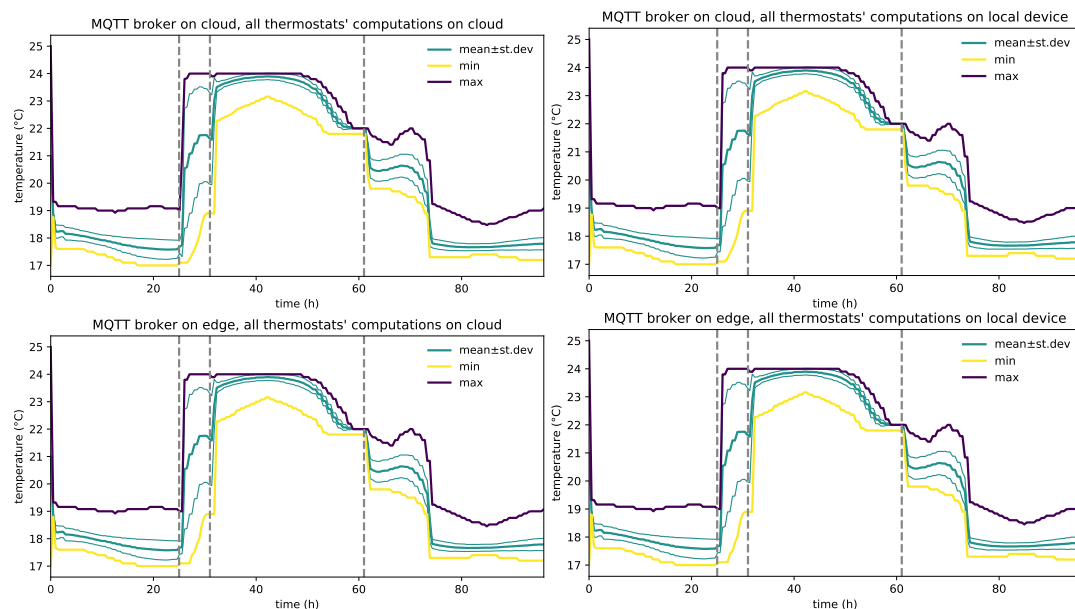 MQTT broker on cloud, all thermostats' computations on cloud
25
24
23
22
21
20
19
18
17
temperature (°C)
mean±st.dev
min
max
0
20
40
60
80
time (h)
MQTT broker on cloud, all thermostats' computations on local device
25
24
23
22
21
20
19
18
17
temperature (°C)
mean±st.dev
min
max
0
20
40
60
80
time (h)
MQTT broker on edge, all thermostats' computations on cloud
25
24
23
22
21
20
19
18
17
temperature (°C)
mean±st.dev
min
max
0
20
40
60
80
time (h)
MQTT broker on edge, all thermostats' computations on local device
25
24
23
22
21
20
19
18
17
temperature (°C)
mean±st.dev
min
max
0
20
40
60
80
time (h)